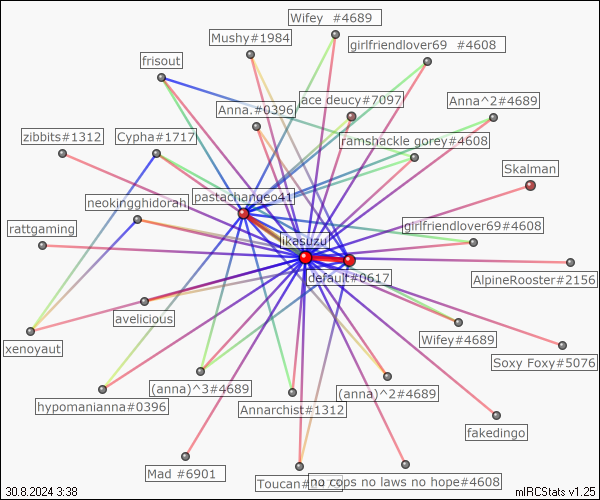 Wifey #4689
Mushy#1984
girlfriendlover69 #4608
frisout
ace deucy#7097
Anna^2#4689
Anna.#0396
zibbits#1312
Cypha#1717
ramshackle gorey#4608
Skalman
pastachangeo41
neokingghidorah
rattgaming
girlfriendlover69#4608
likasuzu
default#0617
AlpineRooster#2156
avelicious
xenoyaut
Wifey#4689
Soxy Foxy#5076
(anna)^3#4689
(anna)^2#4689
hypomanianna#0396
Annarchist#1312
fakedingo
Mad #6901
Toucan#
no cops no laws no hope#4608
30.8.2024 3:38
mIRCStats v1.25